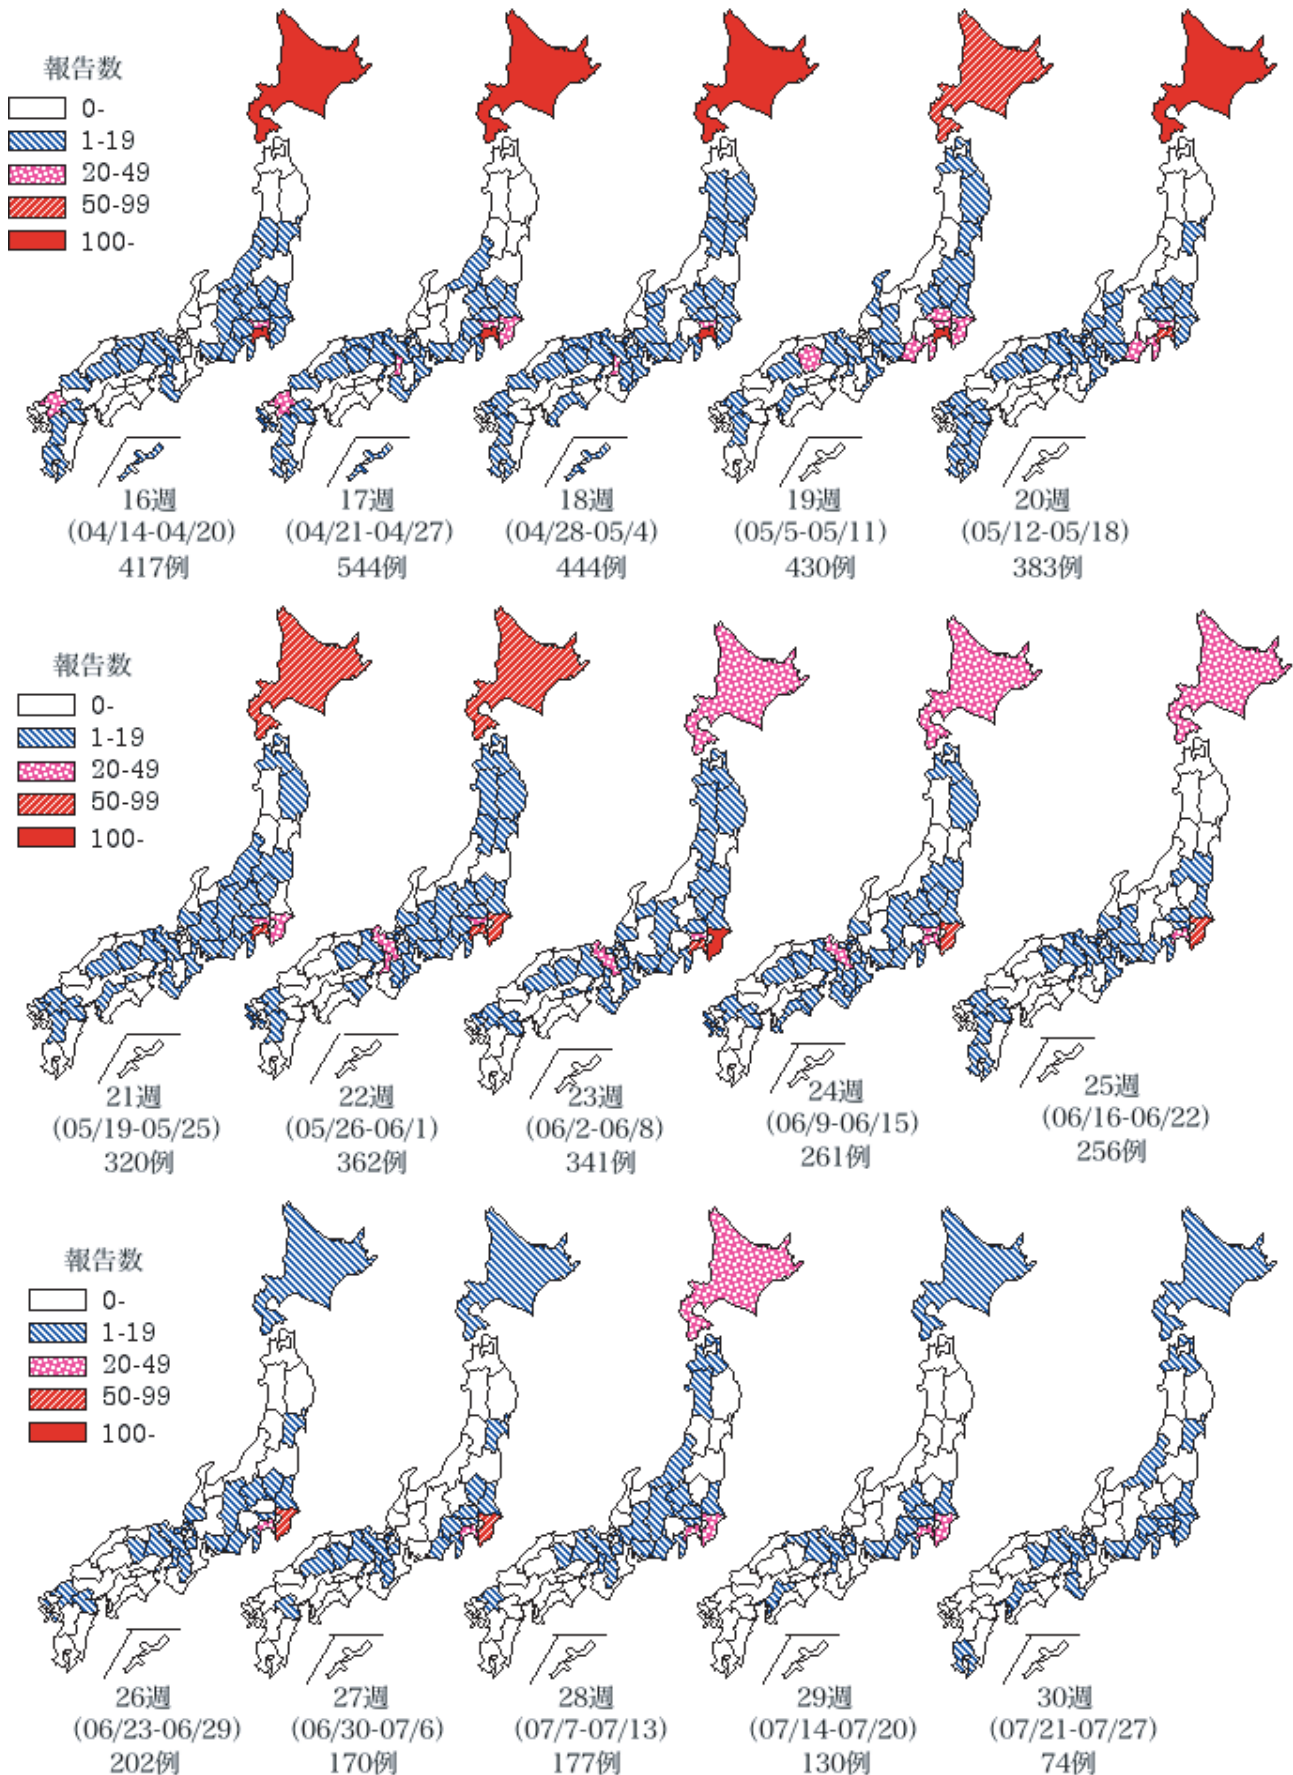 報告数
0-
1-19
20-49
50-99
100-
16週
(04/14-04/20)
417例
17週
(04/21-04/27)
544例
18週
(04/28-05/4)
444例
19週
(05/5-05/11)
430例
20週
(05/12-05/18)
383例
報告数
0-
1-19
20-49
50-99
100-
21週
(05/19-05/25)
320例
22週
(05/26-06/1)
362例
23週
(06/2-06/8)
341例
24週
(06/9-06/15)
261例
25週
(06/16-06/22)
256例
報告数
0-
1-19
20-49
50-99
100-
26週
(06/23-06/29)
202例
27週
(06/30-07/6)
170例
28週
(07/7-07/13)
177例
29週
(07/14-07/20)
130例
30週
(07/21-07/27)
74例